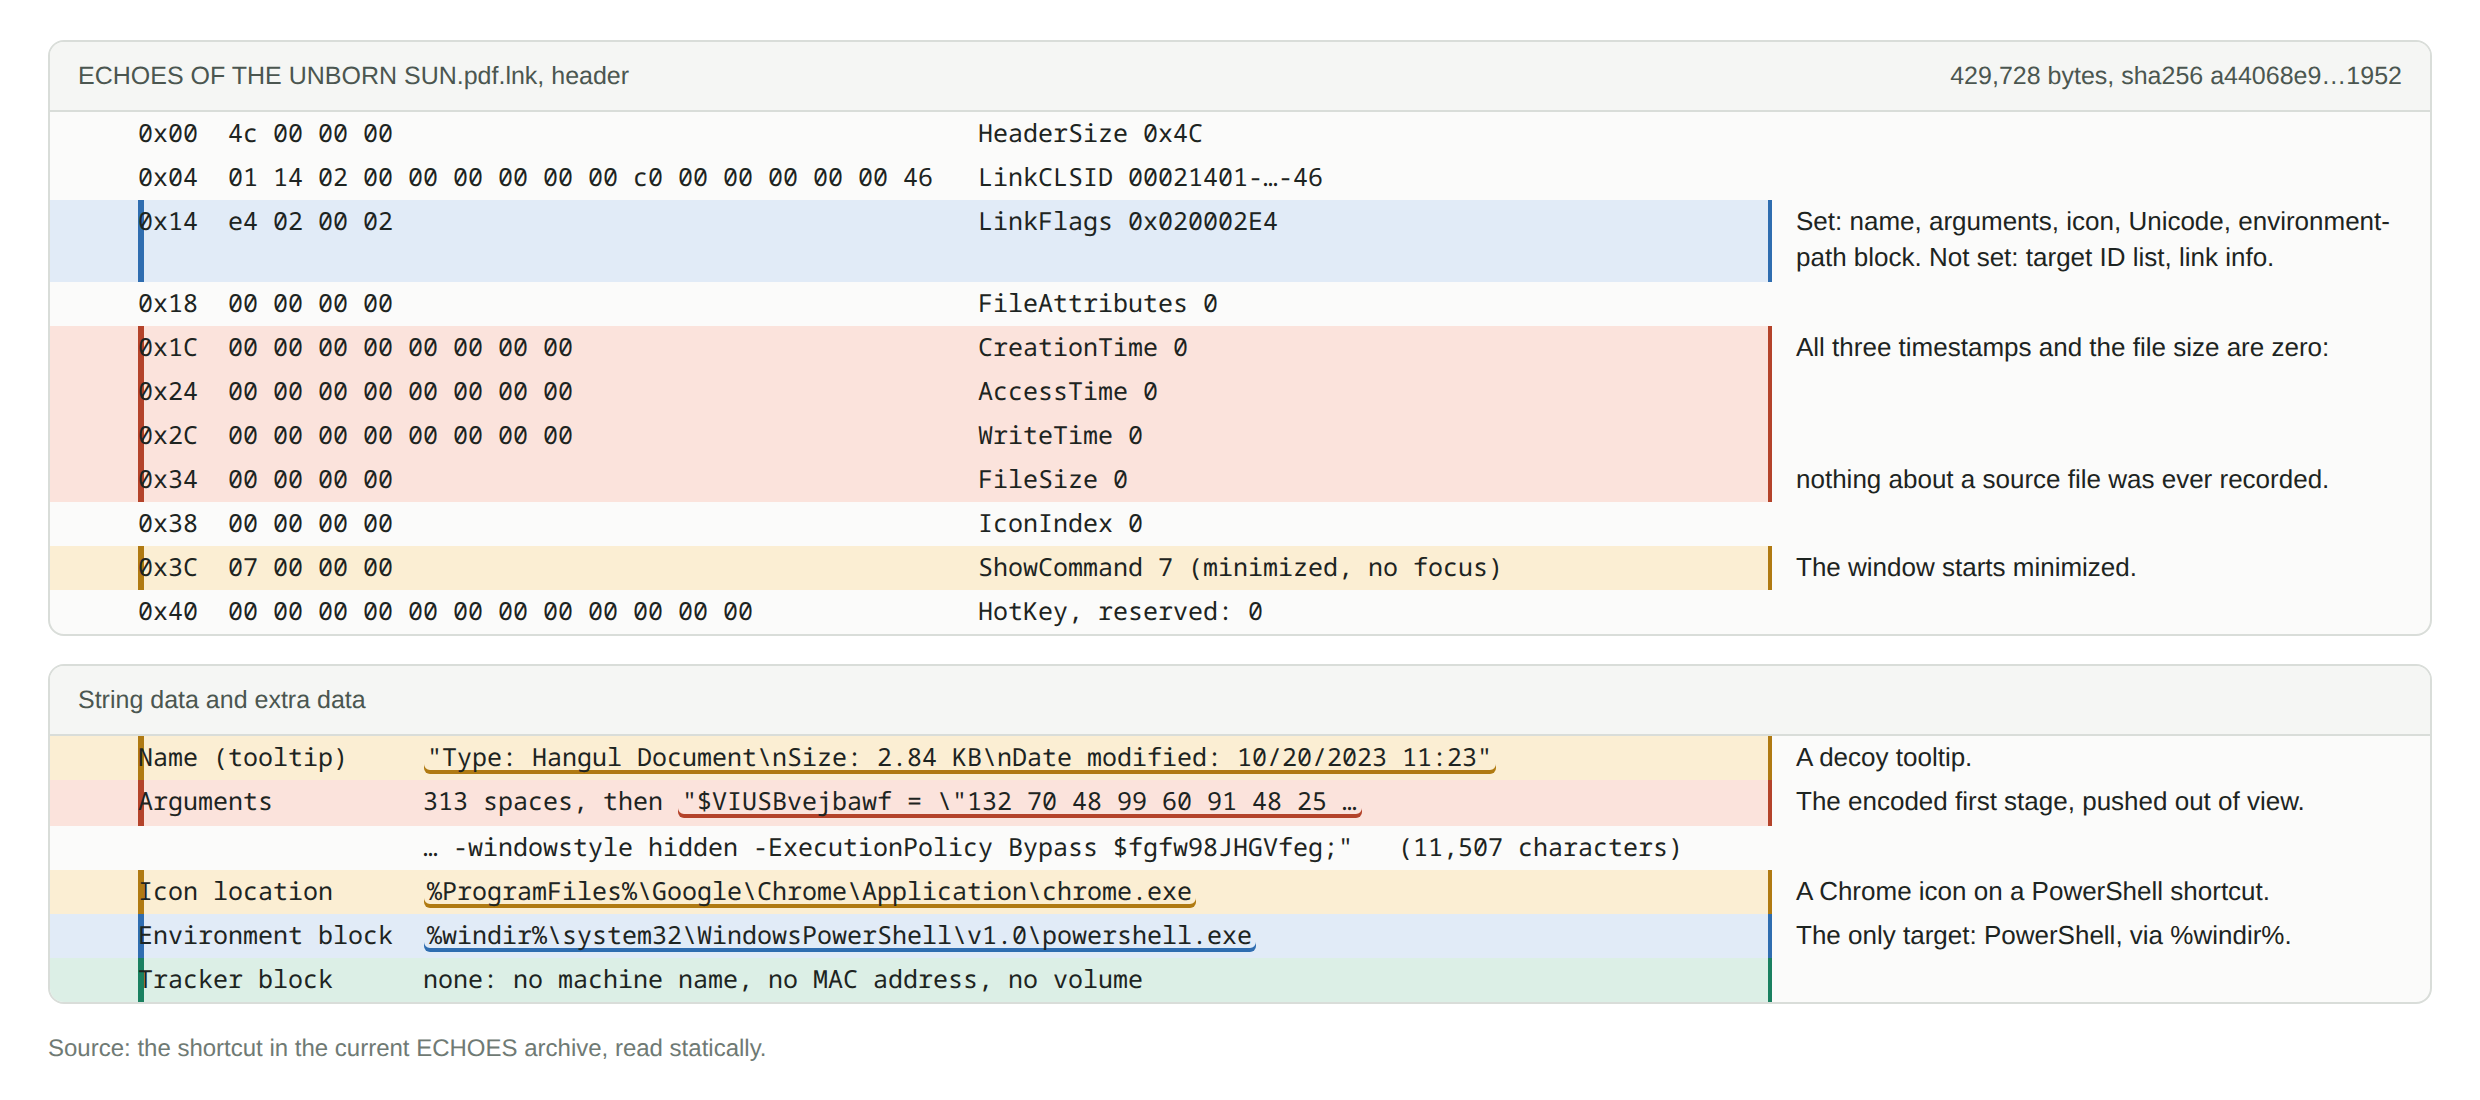 ECHOES OF THE UNBORN SUN.pdf.lnk, header 429,728 bytes, sha256 a44068e9…1952
0x00 4c 00 00 00 HeaderSize 0x4C
0x04 01 14 02 00 00 00 00 00 00 c0 00 00 00 00 00 46 LinkCLSID 00021401-…-46
0x14 e4 02 00 02 LinkFlags 0x020002E4 Set: name, arguments, icon, Unicode, environment-
path block. Not set: target ID list, link info.
0x18 00 00 00 00 FileAttributes 0
0x1C 00 00 00 00 00 00 00 00 CreationTime 0 All three timestamps and the file size are zero:
0x24 00 00 00 00 00 00 00 00 AccessTime 0
0x2C 00 00 00 00 00 00 00 00 WriteTime 0
0x34 00 00 00 00 FileSize 0 nothing about a source file was ever recorded.
0x38 00 00 00 00 IconIndex 0
0x3C 07 00 00 00 ShowCommand 7 (minimized, no focus) The window starts minimized.
0x40 00 00 00 00 00 00 00 00 00 00 00 00 HotKey, reserved: 0
String data and extra data
Name (tooltip) "Type: Hangul Document\nSize: 2.84 KB\nDate modified: 10/20/2023 11:23" A decoy tooltip.
Arguments 313 spaces, then "$VIUSBvejbawf = \"132 70 48 99 60 91 48 25 … The encoded first stage, pushed out of view.
… -windowstyle hidden -ExecutionPolicy Bypass $fgfw98JHGVfeg;" (11,507 characters)
Icon location %ProgramFiles%\Google\Chrome\Application\chrome.exe A Chrome icon on a PowerShell shortcut.
Environment block %windir%\system32\WindowsPowerShell\v1.0\powershell.exe The only target: PowerShell, via %windir%.
Tracker block none: no machine name, no MAC address, no volume
Source: the shortcut in the current ECHOES archive, read statically.